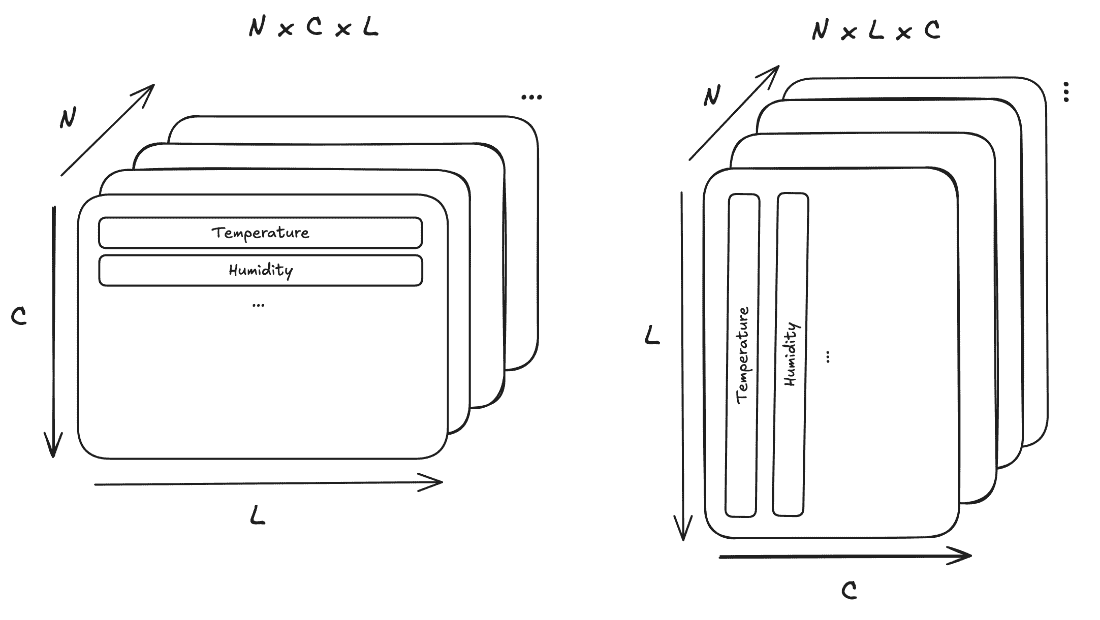 N x C x L
N
...
C
Temperature
Humidity
...
L
N x L x C
N
...
L
Temperature
Humidity
...
C